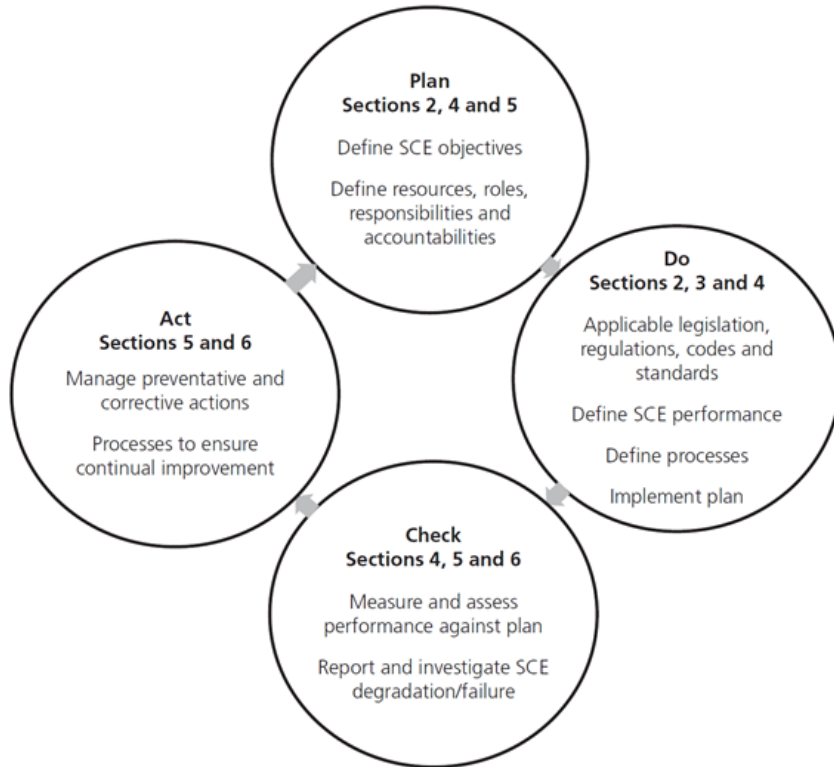 Plan
Sections 2, 4 and 5
Define SCE objectives
Define resources, roles,
responsibilities and
accountabilities
Do
Sections 2, 3 and 4
Applicable legislation,
regulations, codes and
standards
Define SCE performance
Define processes
Implement plan
Check
Sections 4, 5 and 6
Measure and assess
performance against plan
Report and investigate SCE
degradation/failure
Act
Sections 5 and 6
Manage preventative and
corrective actions
Processes to ensure
continual improvement